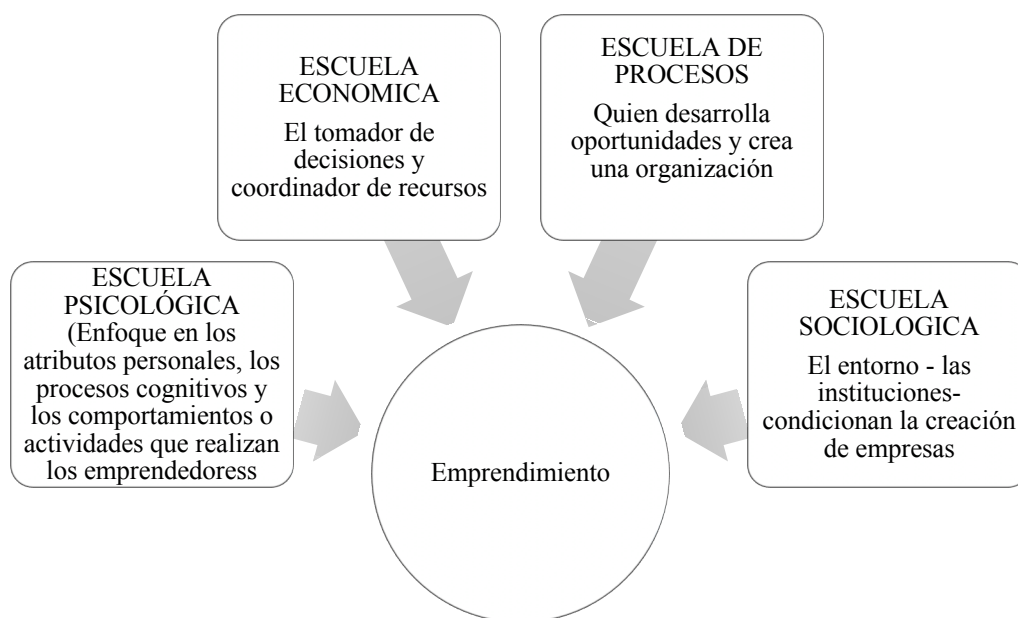 ESCUELA
ECONOMICA
El tomador de
decisiones y
coordinador de recursos
ESCUELA DE
PROCESOS
Quien desarrolla
oportunidades y crea
una organización
ESCUELA
PSICOLÓGICA
(Enfoque en los
atributos personales, los
procesos cognitivos y
los comportamientos o
actividades que realizan
los emprendedoress
ESCUELA
SOCIOLOGICA
El entorno - las
instituciones-
condicionan la creación
de empresas
Emprendimiento